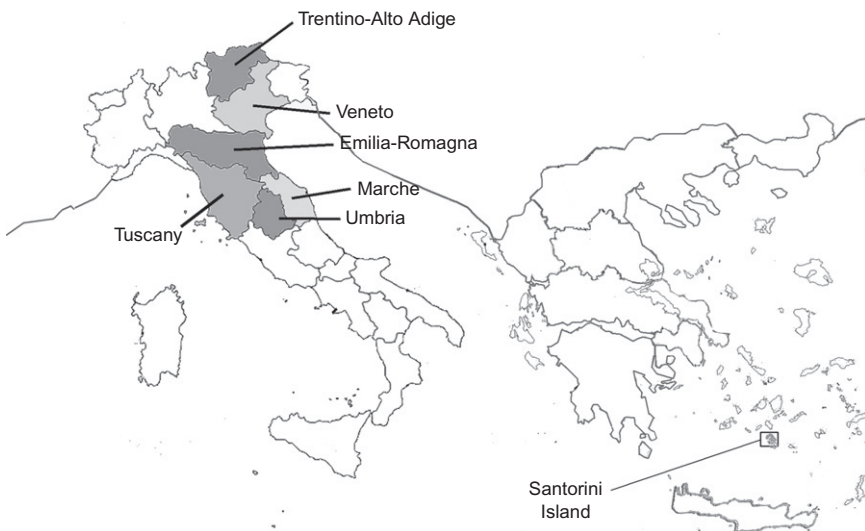 Trentino-Alto Adige
Veneto
Emilia-Romagna
Marche
Umbria
Tuscany
Santorini
Island